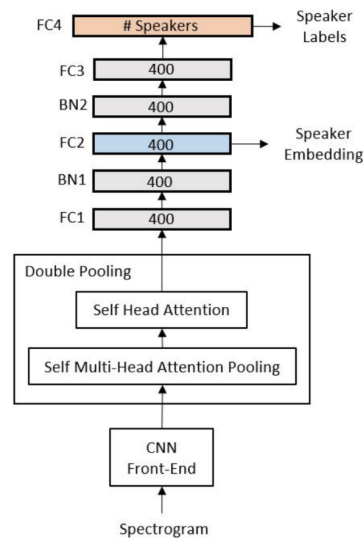 FC4
# Speakers
Speaker
Labels
FC3
400
BN2
400
FC2
400
Speaker
Embedding
BN1
400
FC1
400
Double Pooling
Self Head Attention
Self Multi-Head Attention Pooling
CNN
Front-End
Spectrogram